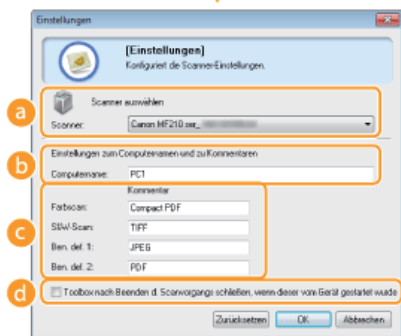 Einstellungen
[Einstellungen]
Konfiguriert die Scanner-Einstellungen.
a
Scanner auswählen
Scanner:
Canon MF210 ser_
b
Einstellungen zum Computernamen und zu Kommentaren
Computername:
PC1
Kommentar
c
Farbscan:
Compact PDF
S&W-Scan:
TIFF
Ben. def. 1:
JPEG
Ben. def. 2:
PDF
d
Toolbox nach Beenden d. Scanvorgangs schließen, wenn dieser vom Gerät gestartet wurde
Zurücksetzen
OK
Abbrechen